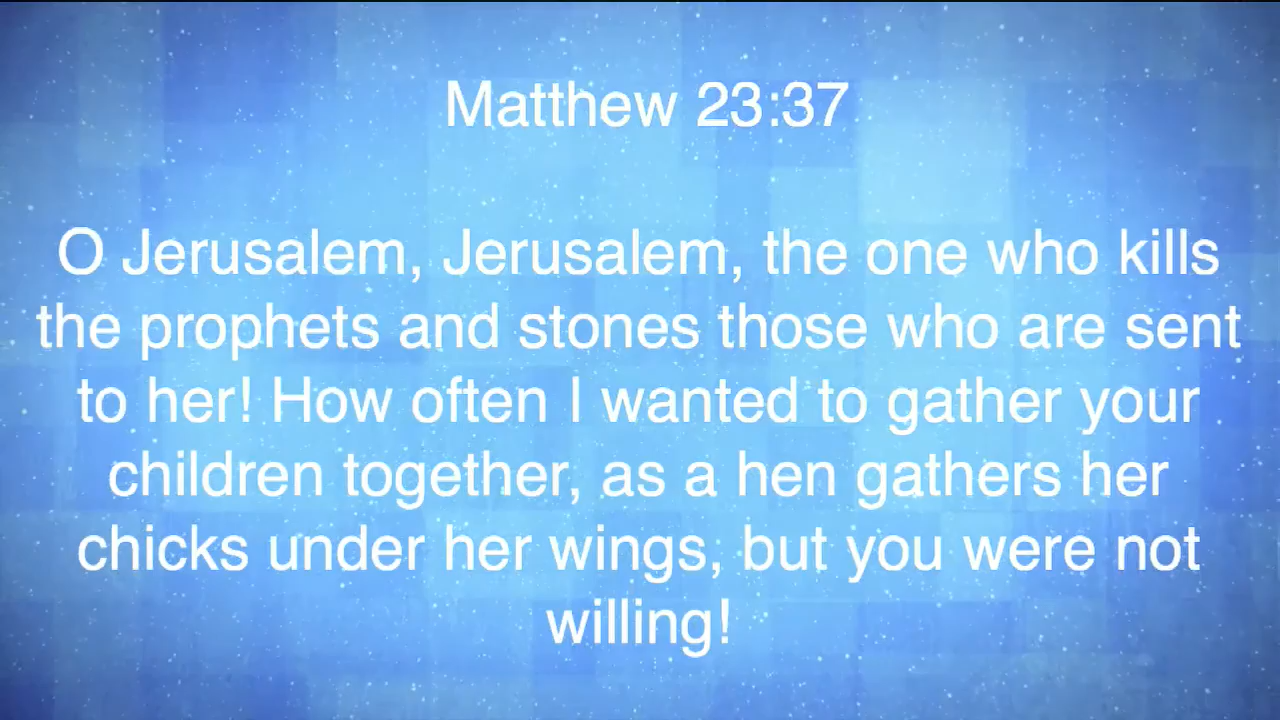 Matthew 23:37
O Jerusalem, Jerusalem, the one who kills
the prophets and stones those who are sent
to her! How often I wanted to gather your
children together, as a hen gathers her
chicks under her wings, but you were not
willing!